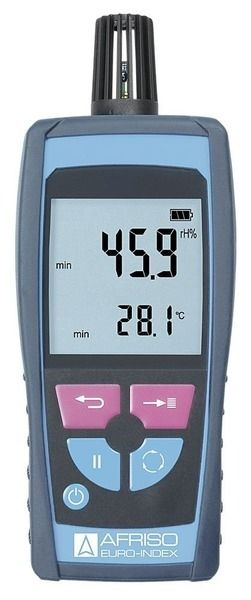 rH%
min 45.9
min 28.1 °C
AFRISO
EURO-INDEX